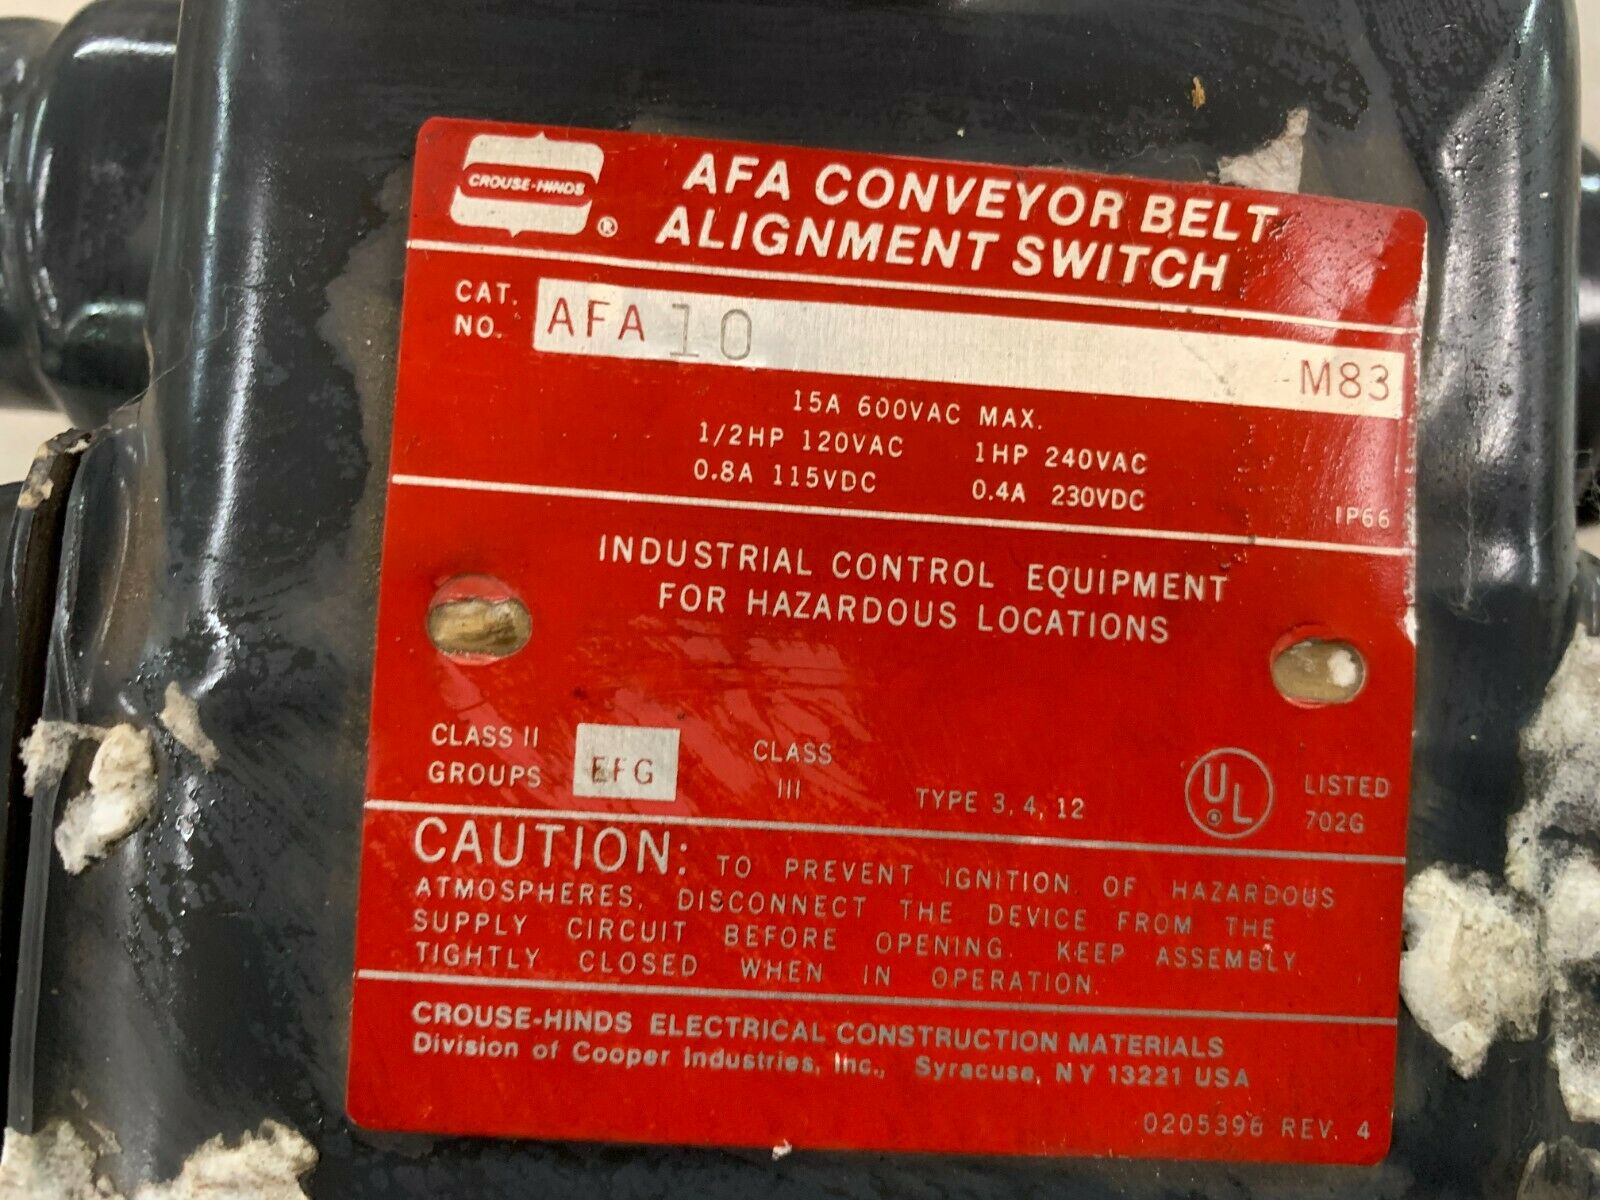 CROUSE-HINDS
®
AFA CONVEYOR BELT
ALIGNMENT SWITCH
CAT.
NO.
AFA 10
M83
15A 600VAC MAX.
1/2HP 120VAC 1HP 240VAC
0.8A 115VDC 0.4A 230VDC
IP66
INDUSTRIAL CONTROL EQUIPMENT
FOR HAZARDOUS LOCATIONS
CLASS II
GROUPS
EFG
CLASS
III
TYPE 3, 4, 12
UL
®
LISTED
702G
CAUTION: TO PREVENT IGNITION OF HAZARDOUS
ATMOSPHERES, DISCONNECT THE DEVICE FROM THE
SUPPLY CIRCUIT BEFORE OPENING. KEEP ASSEMBLY
TIGHTLY CLOSED WHEN IN OPERATION.
CROUSE-HINDS ELECTRICAL CONSTRUCTION MATERIALS
Division of Cooper Industries, Inc., Syracuse, NY 13221 USA
0205396 REV. 4